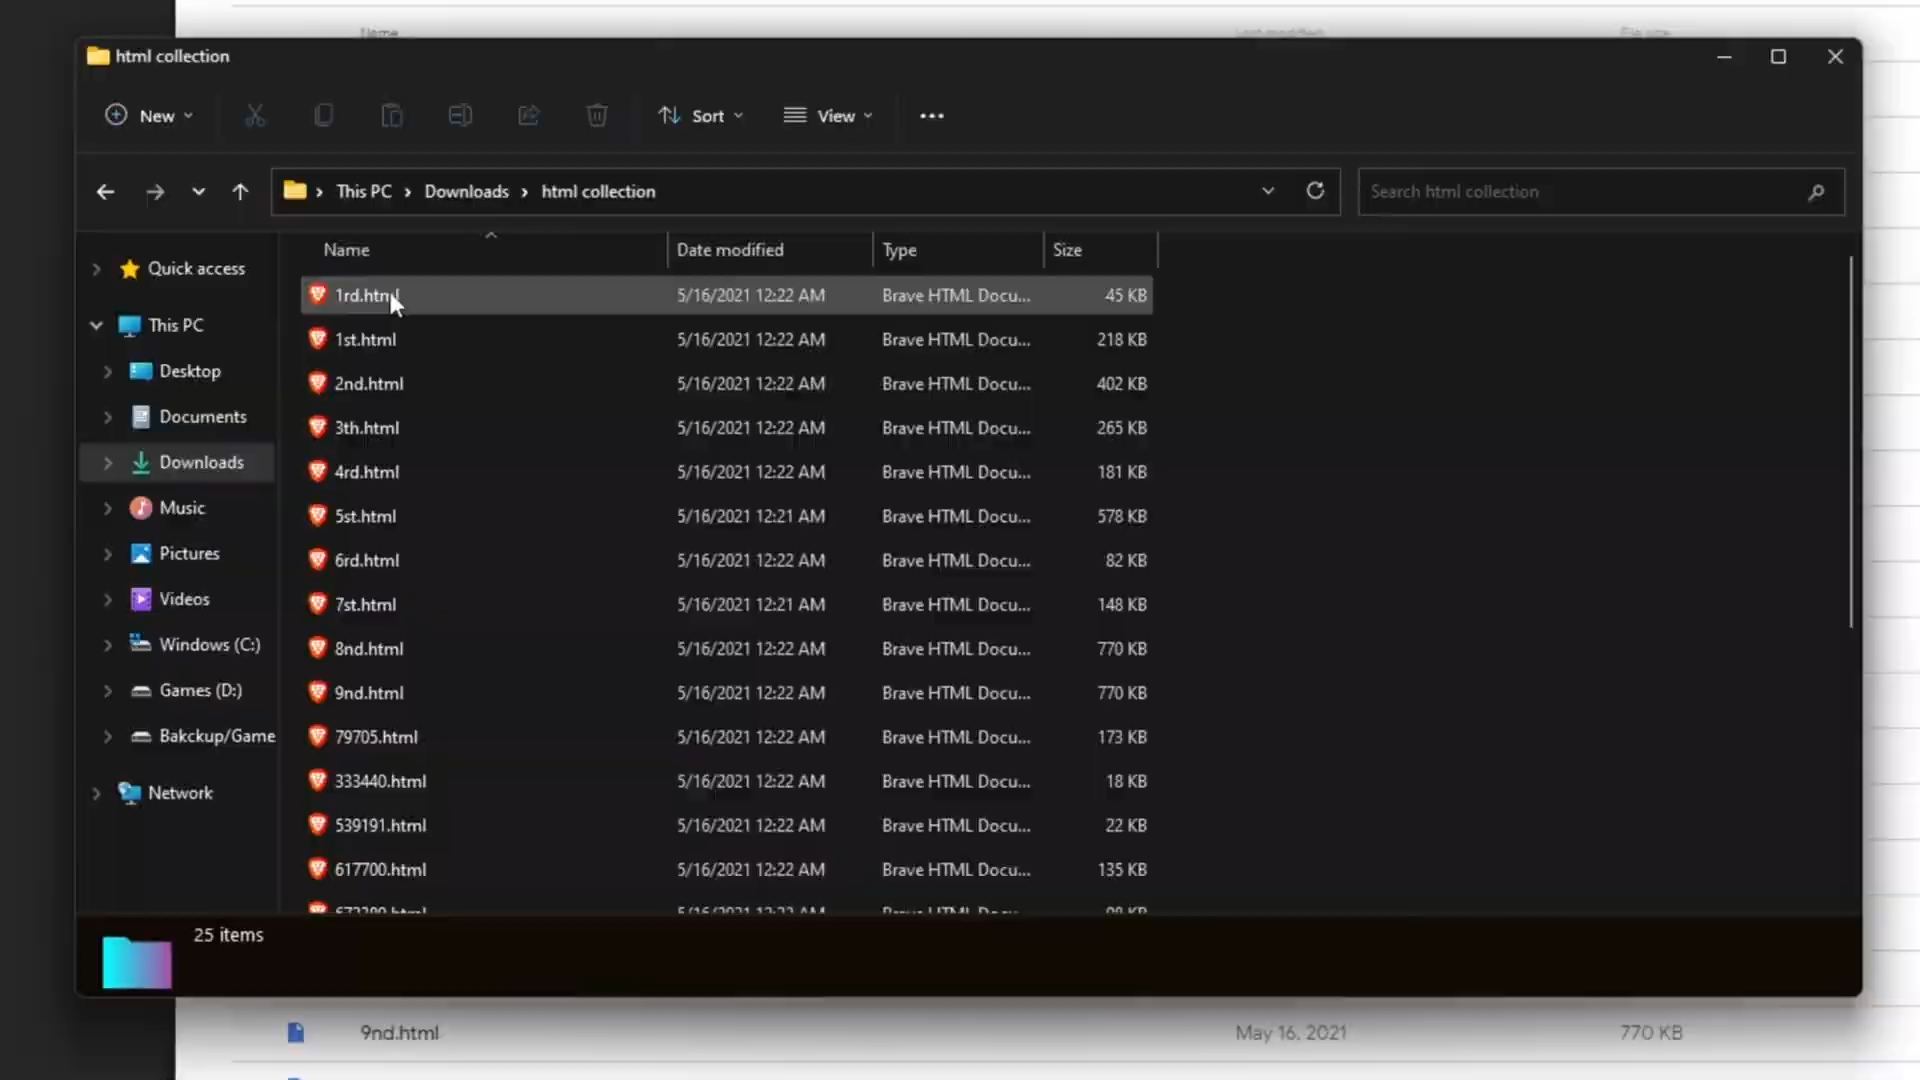 Name Last modified File size
html collection
New Sort View
This PC Downloads html collection Search html collection
Name Date modified Type Size
Quick access
This PC
Desktop
Documents
Downloads
Music
Pictures
Videos
Windows (C:)
Games (D:)
Bakckup/Game
Network
1rd.html 5/16/2021 12:22 AM Brave HTML Docu... 45 KB
1st.html 5/16/2021 12:22 AM Brave HTML Docu... 218 KB
2nd.html 5/16/2021 12:22 AM Brave HTML Docu... 402 KB
3th.html 5/16/2021 12:22 AM Brave HTML Docu... 265 KB
4rd.html 5/16/2021 12:22 AM Brave HTML Docu... 181 KB
5st.html 5/16/2021 12:21 AM Brave HTML Docu... 578 KB
6rd.html 5/16/2021 12:22 AM Brave HTML Docu... 82 KB
7st.html 5/16/2021 12:21 AM Brave HTML Docu... 148 KB
8nd.html 5/16/2021 12:22 AM Brave HTML Docu... 770 KB
9nd.html 5/16/2021 12:22 AM Brave HTML Docu... 770 KB
79705.html 5/16/2021 12:22 AM Brave HTML Docu... 173 KB
333440.html 5/16/2021 12:22 AM Brave HTML Docu... 18 KB
539191.html 5/16/2021 12:22 AM Brave HTML Docu... 22 KB
617700.html 5/16/2021 12:22 AM Brave HTML Docu... 135 KB
25 items
9nd.html May 16, 2021 770 KB